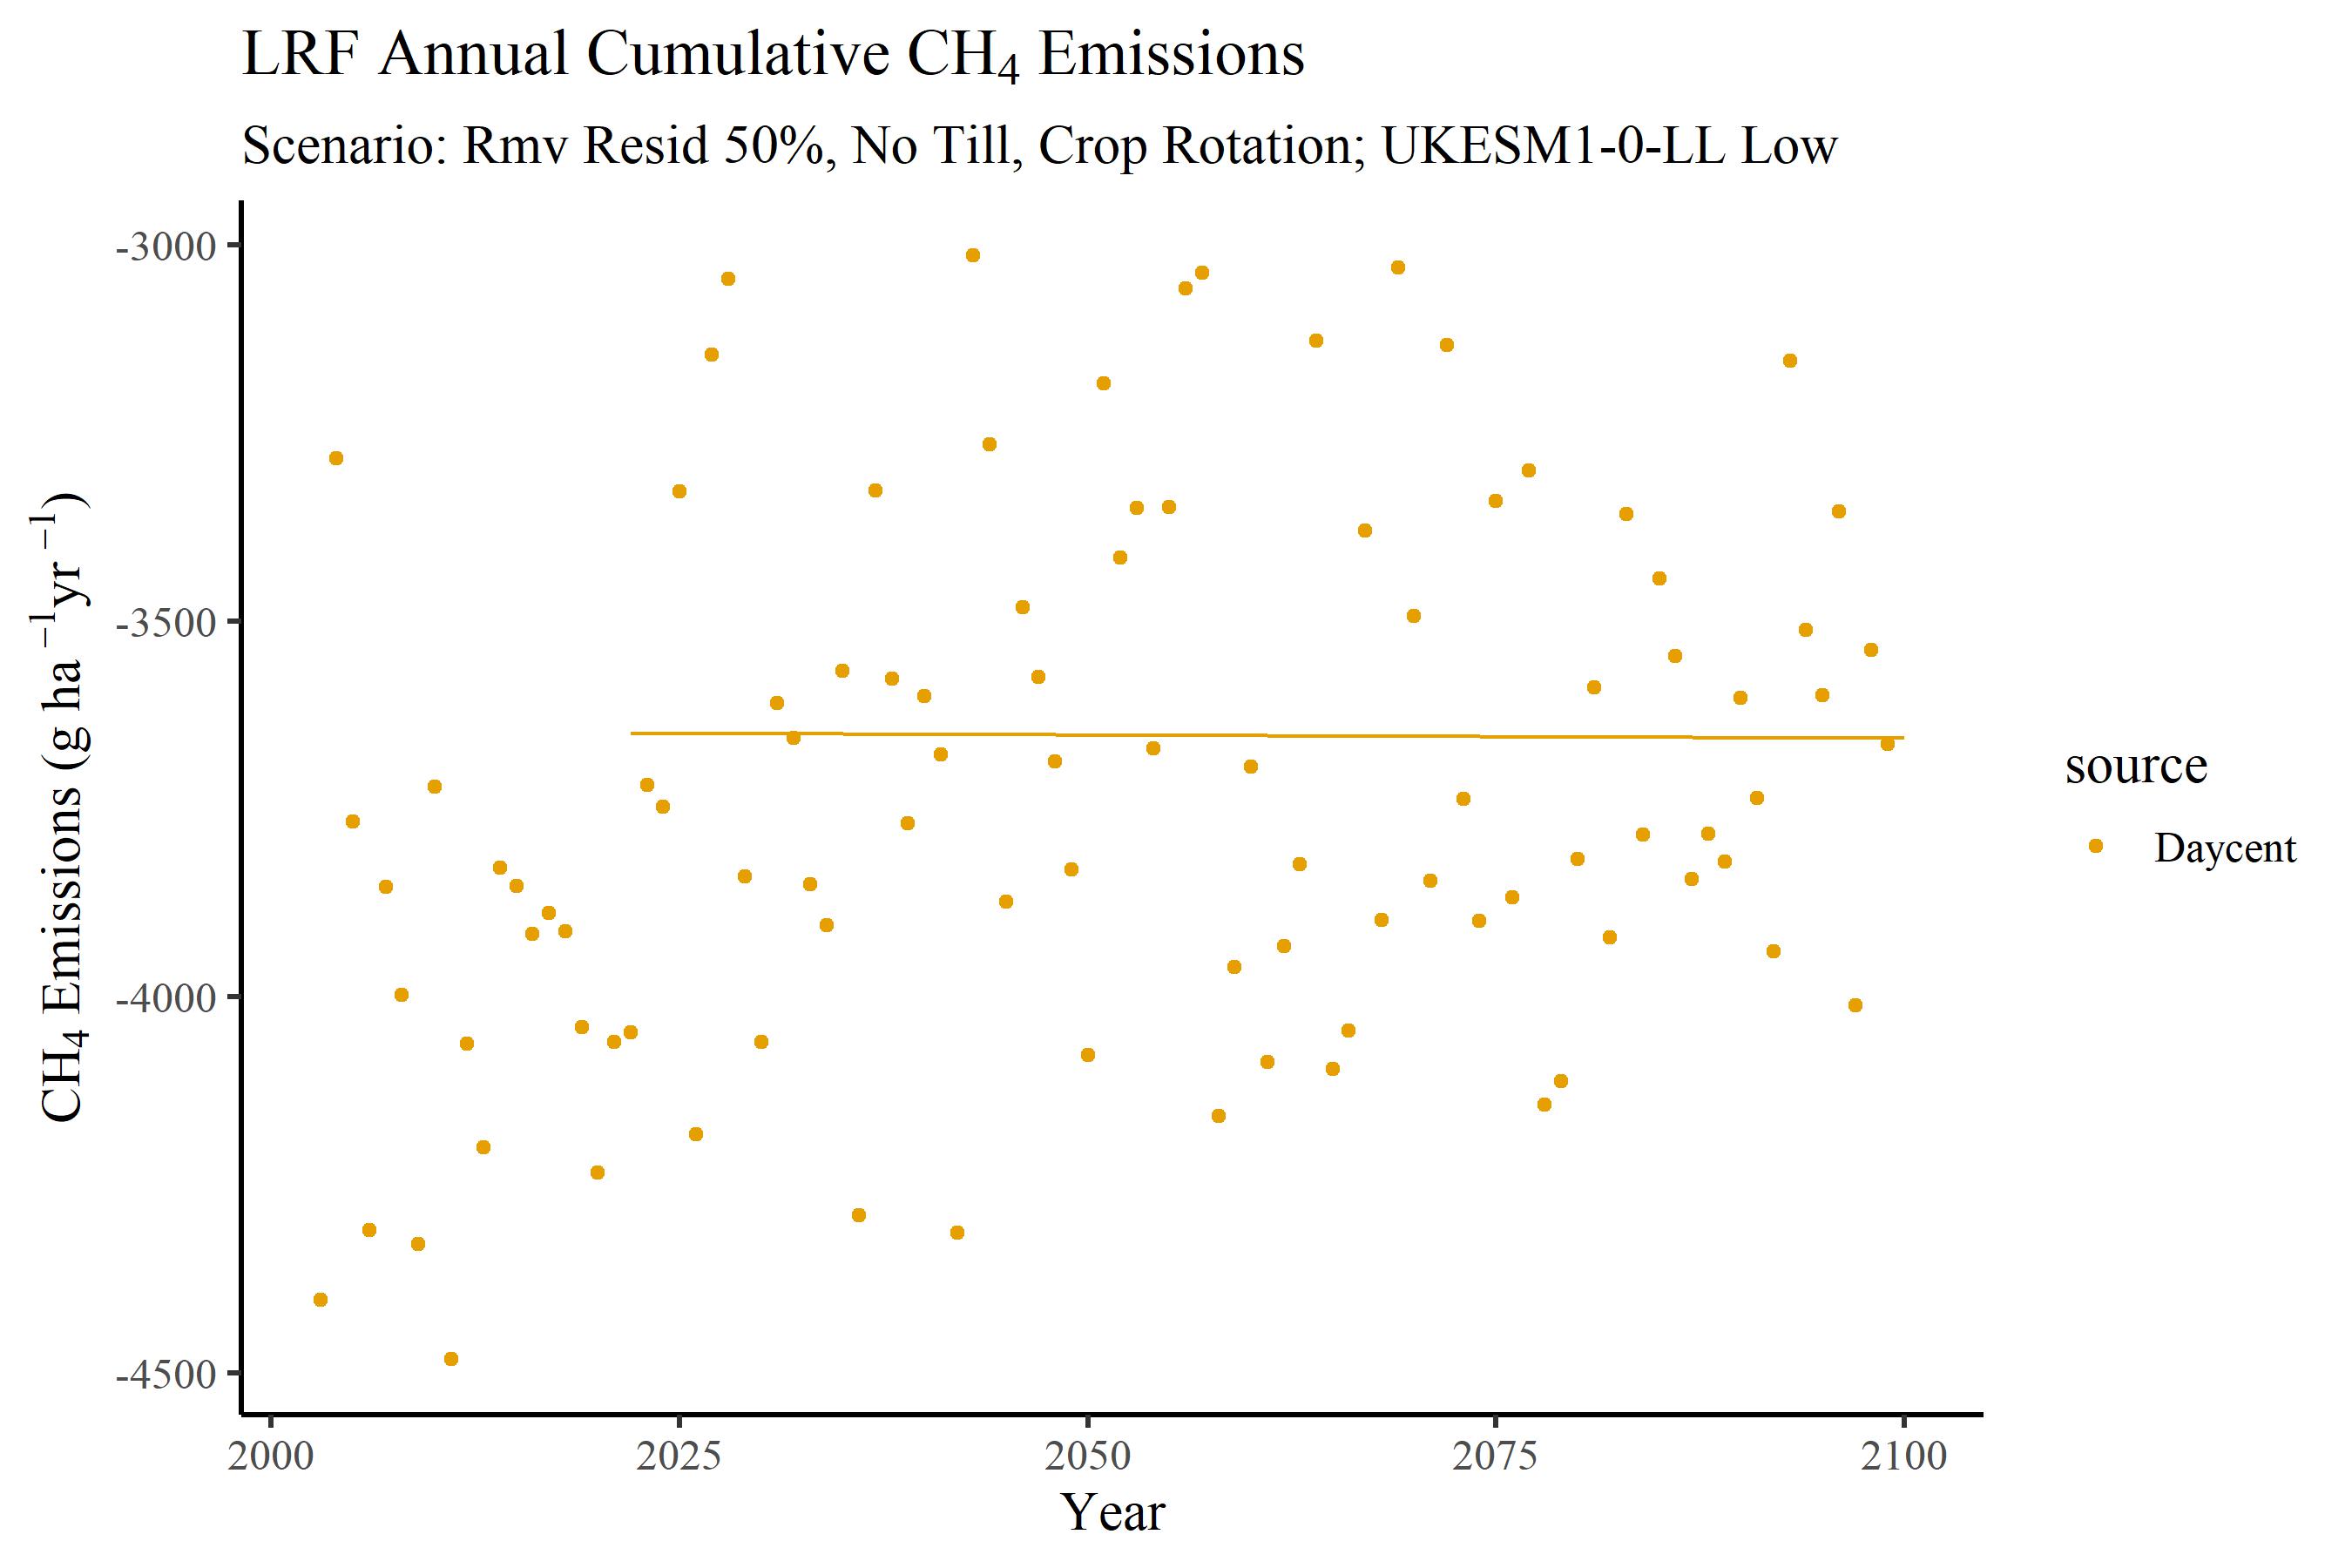 LRF Annual Cumulative CH₄ Emissions
Scenario: Rmv Resid 50%, No Till, Crop Rotation; UKESM1-0-LL Low
CH₄ Emissions (g ha ⁻¹yr ⁻¹)
-3000
-3500
-4000
-4500
2000
2025
2050
2075
2100
Year
source
Daycent